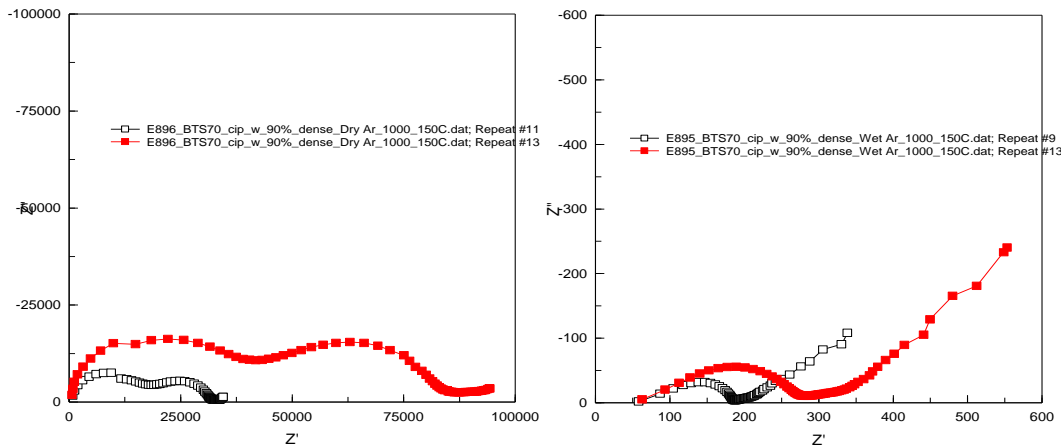 -100000
-75000
-50000
-25000
0
0 25000 50000 75000 100000
Z'
Z"
E896_BTS70_cip_w_90%_dense_Dry Ar_1000_150C.dat; Repeat #11
E896_BTS70_cip_w_90%_dense_Dry Ar_1000_150C.dat; Repeat #13
-600
-500
-400
-300
-200
-100
0
0 100 200 300 400 500 600
Z'
Z"
E895_BTS70_cip_w_90%_dense_Wet Ar_1000_150C.dat; Repeat #9
E895_BTS70_cip_w_90%_dense_Wet Ar_1000_150C.dat; Repeat #13